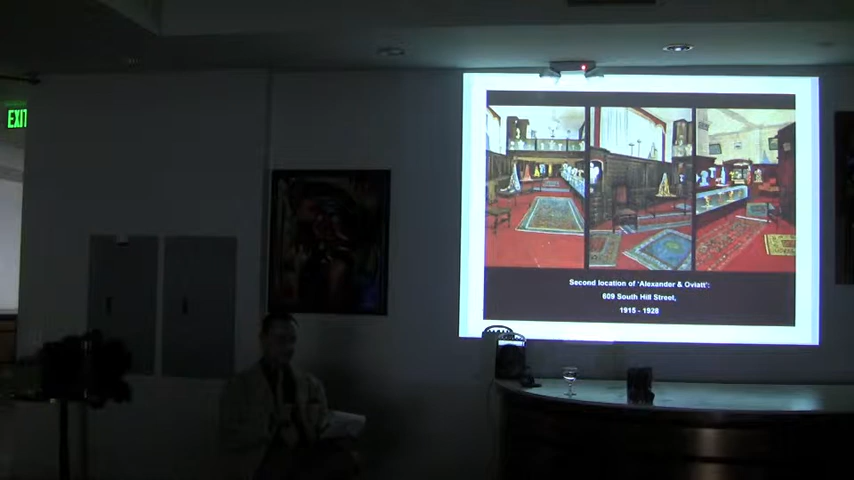 EXIT
Second location of 'Alexander & Oviatt':
609 South Hill Street,
1915 - 1928